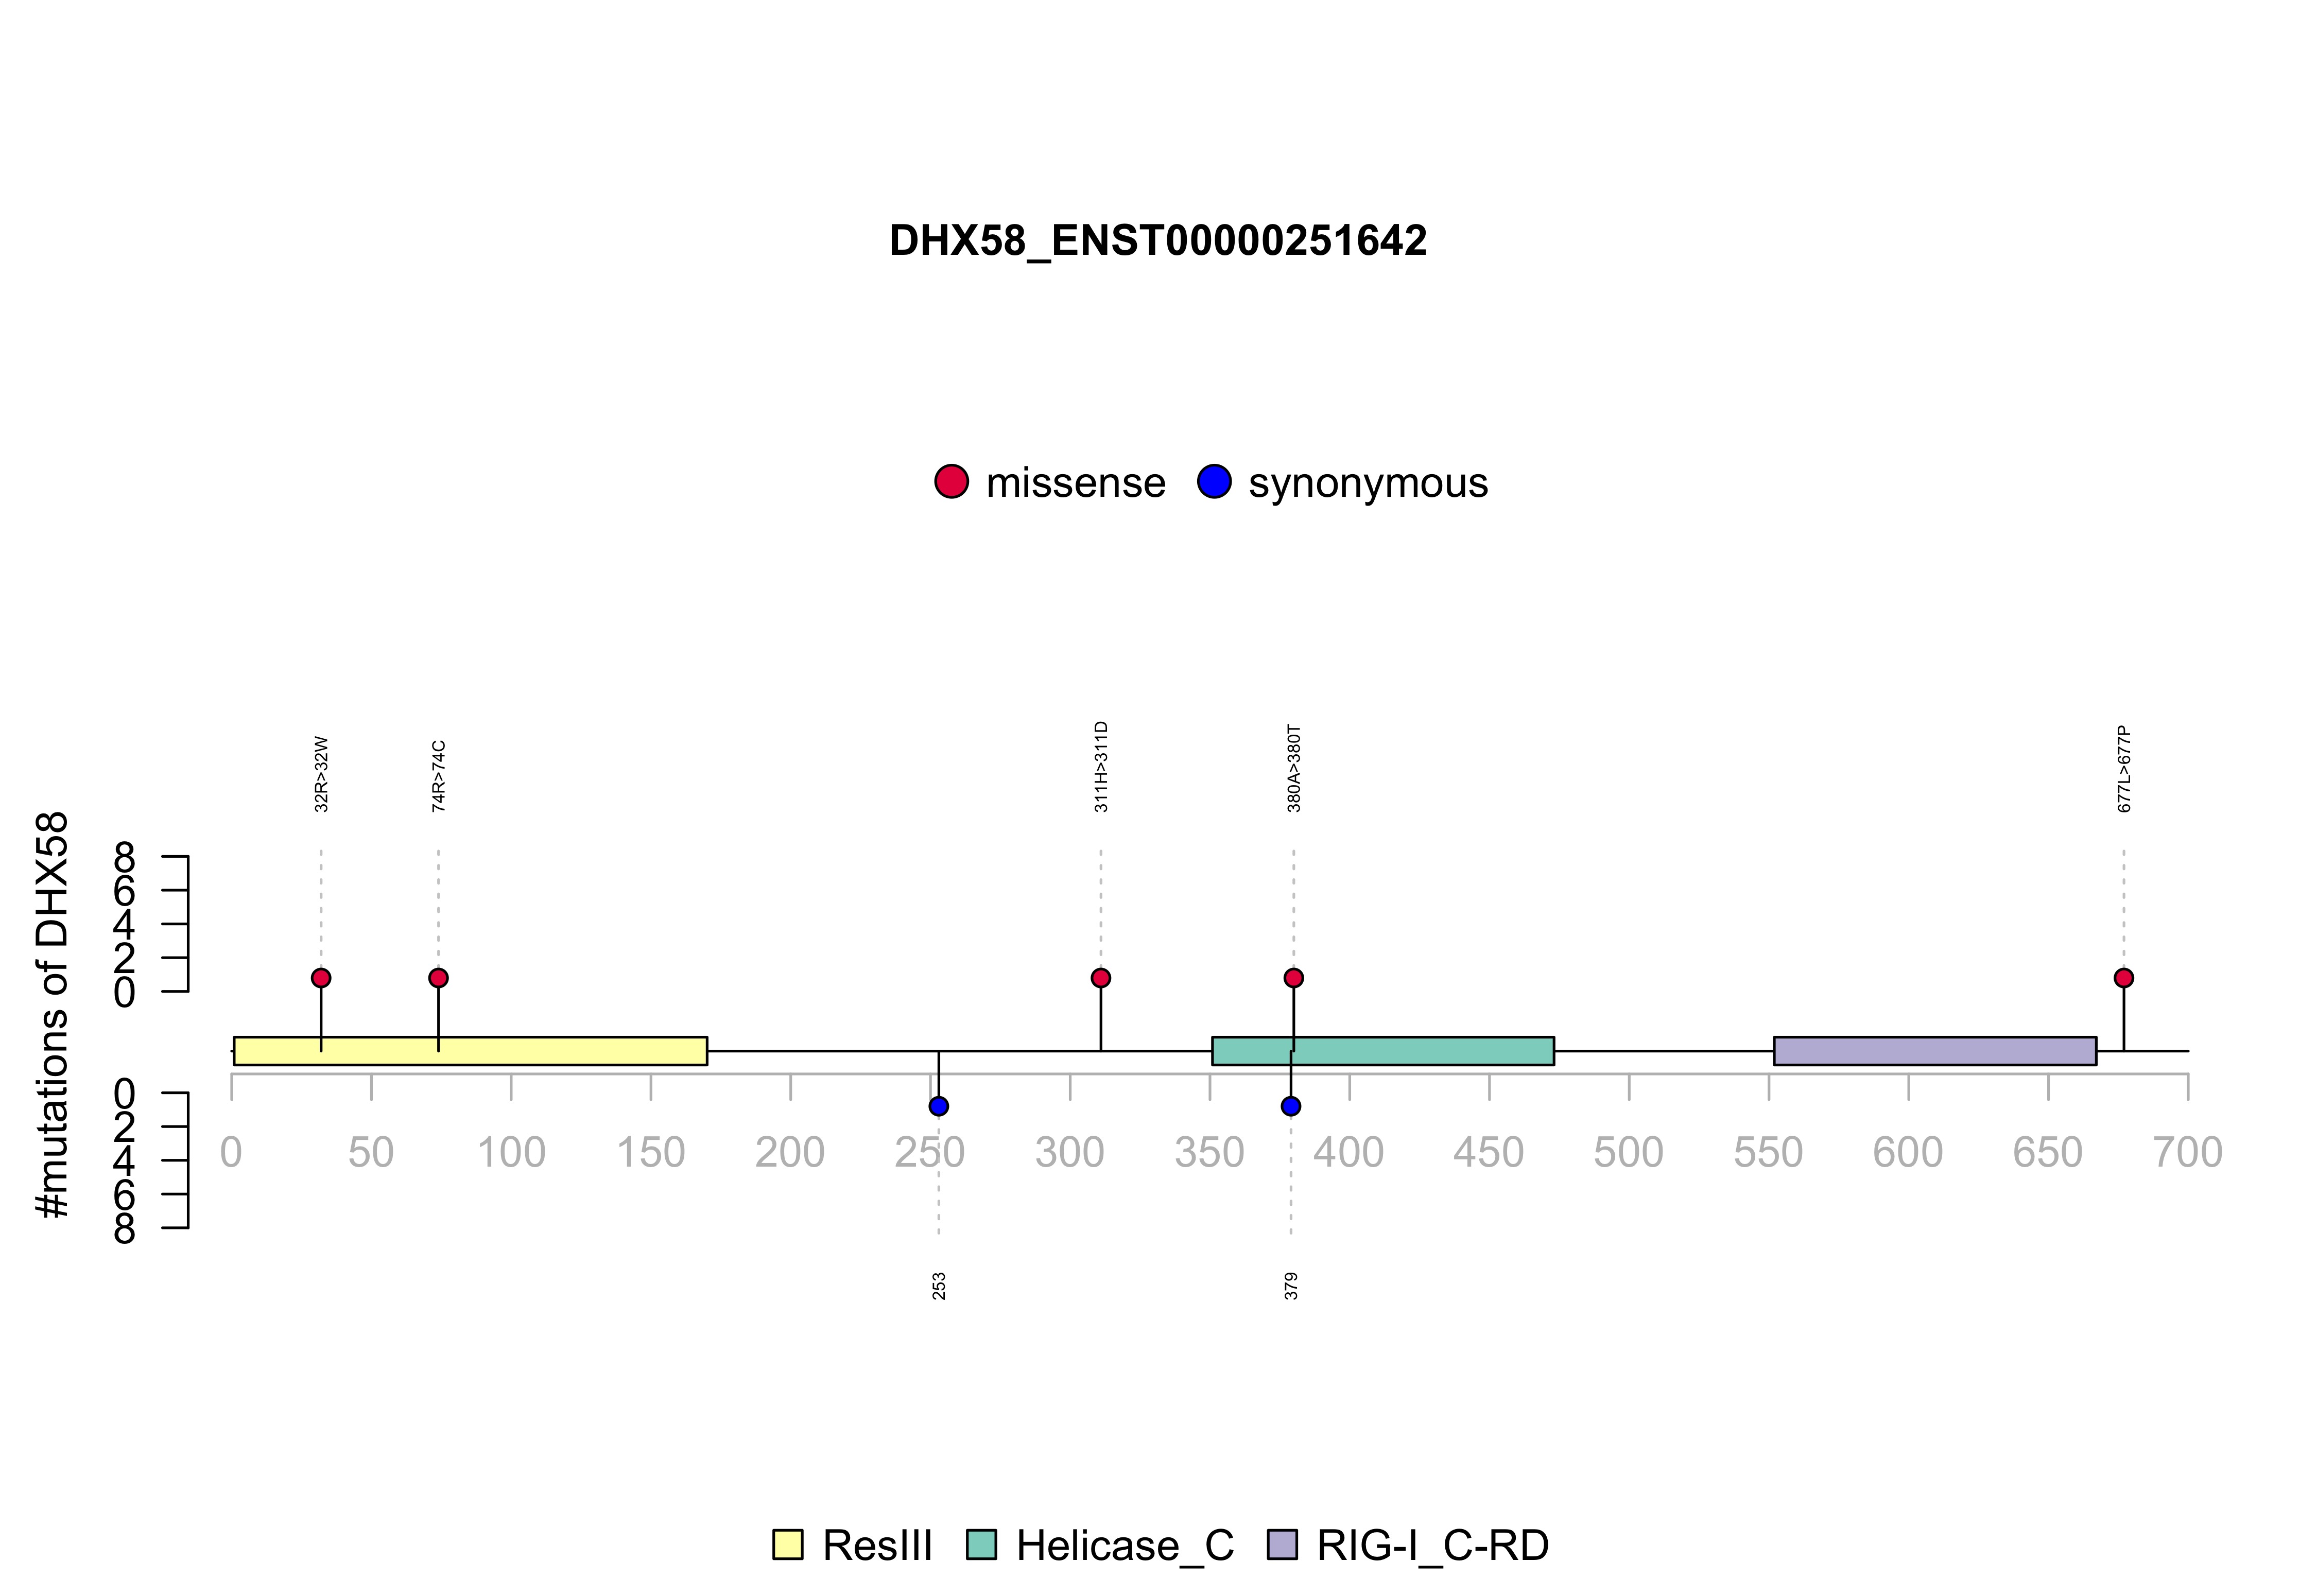 DHX58_ENST00000251642
missense synonymous
32R>32W 74R>74C 311H>311D 380A>380T 677L>677P
#mutations of DHX58
8
6
4
2
0
0
2
4
6
8
0 50 100 150 200 250 300 350 400 450 500 550 600 650 700
253 379
ResIII Helicase_C RIG-I_C-RD